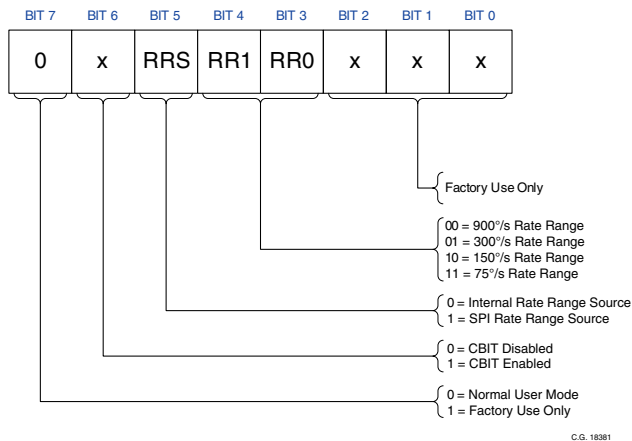 BIT 7 BIT 6 BIT 5 BIT 4 BIT 3 BIT 2 BIT 1 BIT 0
0 x RRS RR1 RR0 x x x
Factory Use Only
00 = 900°/s Rate Range
01 = 300°/s Rate Range
10 = 150°/s Rate Range
11 = 75°/s Rate Range
0 = Internal Rate Range Source
1 = SPI Rate Range Source
0 = CBIT Disabled
1 = CBIT Enabled
0 = Normal User Mode
1 = Factory Use Only
C.G. 18381